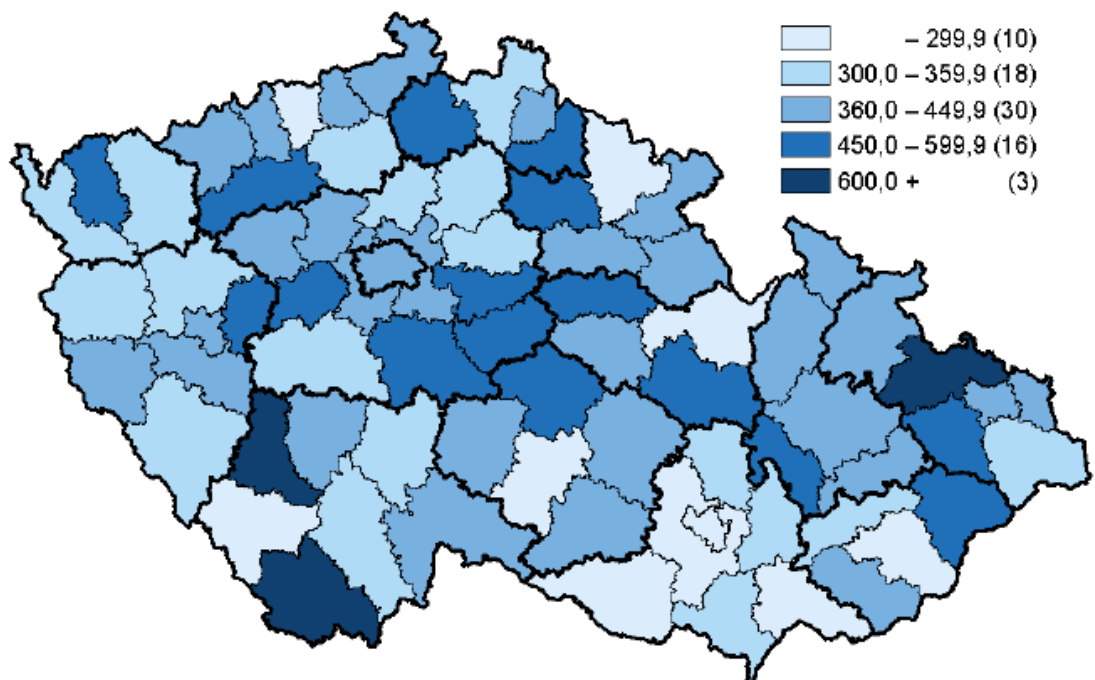 – 299,9 (10)
300,0 – 359,9 (18)
360,0 – 449,9 (30)
450,0 – 599,9 (16)
600,0 + (3)